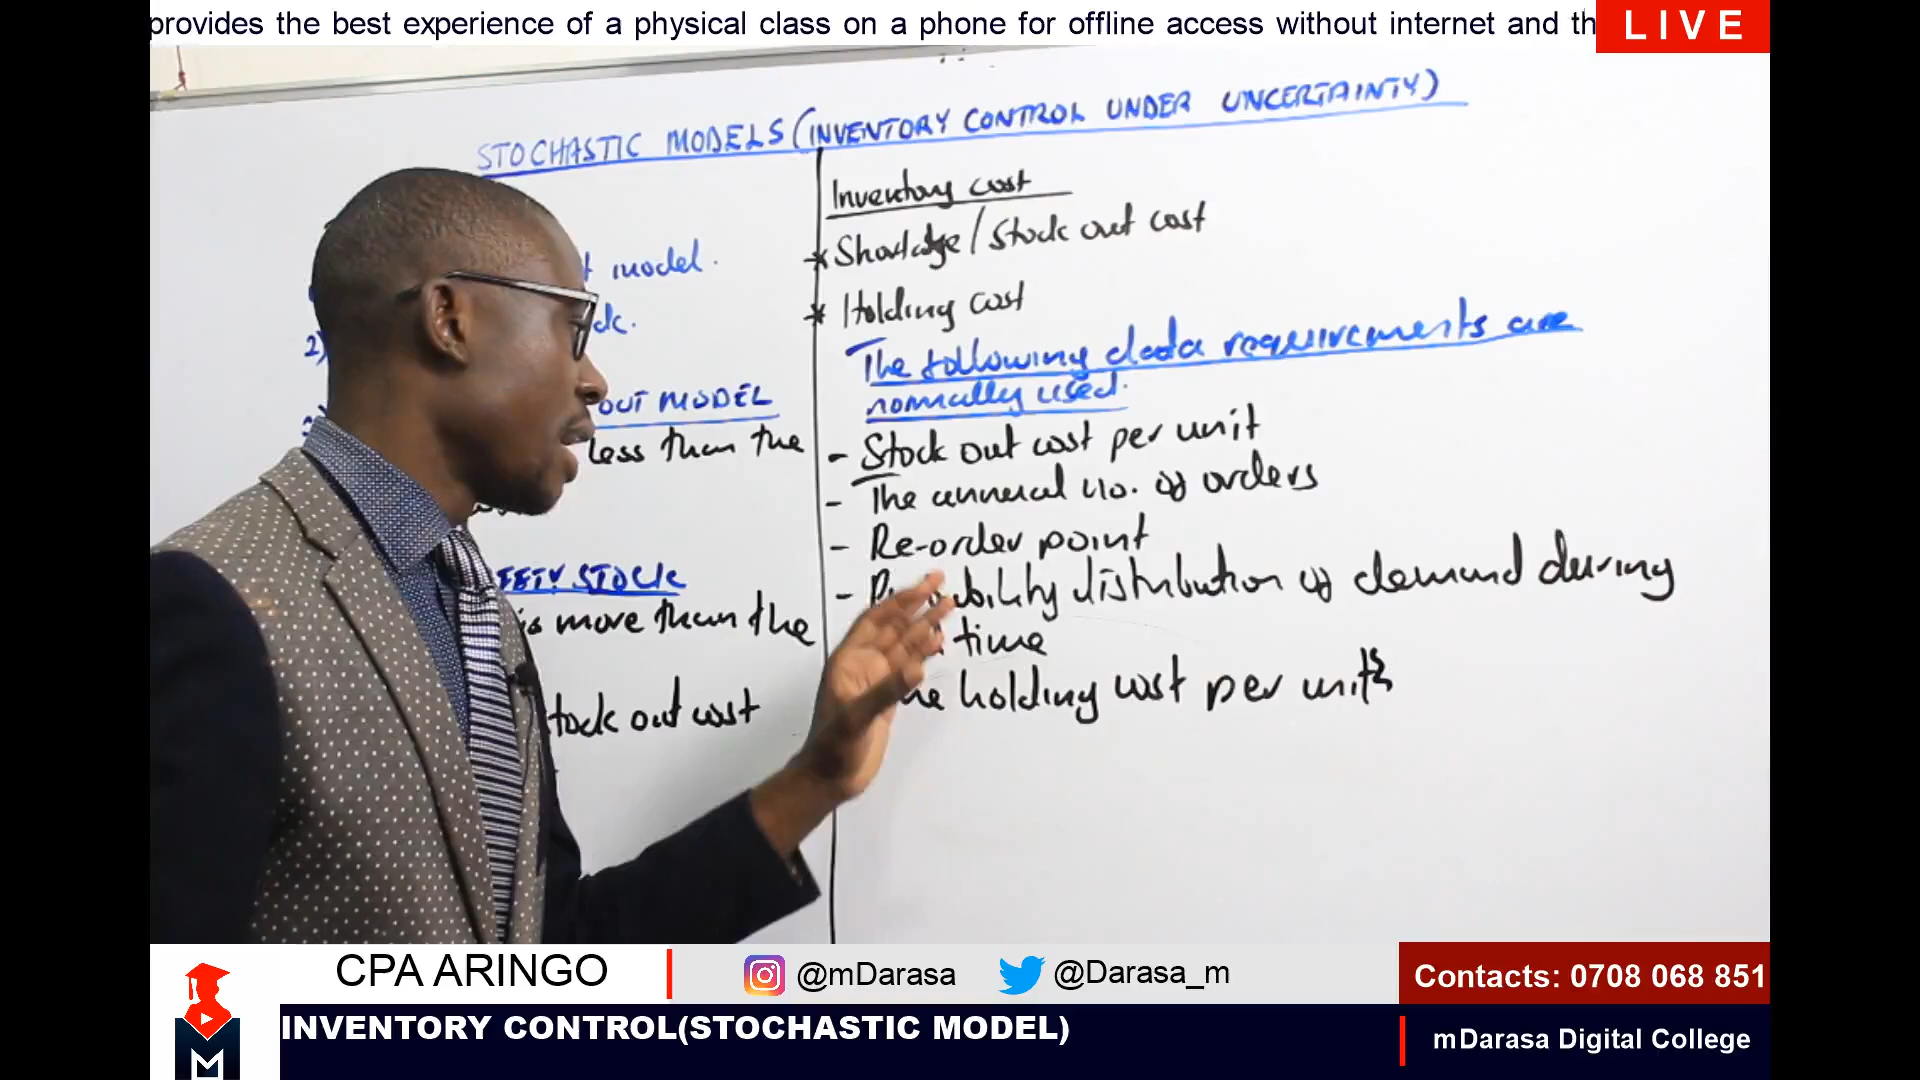 provides the best experience of a physical class on a phone for offline access without internet and th
LIVE
STOCHASTIC MODELS (INVENTORY CONTROL UNDER UNCERTAINTY)
model.
2)
OUT MODEL
less than the
SAFETY STOCK
is more than the
stock out cost
Inventory cost
* Shortage/Stock out cost
* Holding cost
The following data requirements are
normally used.
- Stock out cost per unit
- The annual no. of orders
- Re-order point
- Probability distribution of demand during
time
holding cost per units
CPA ARINGO
@mDarasa
@Darasa_m
Contacts: 0708 068 851
M
INVENTORY CONTROL(STOCHASTIC MODEL)
mDarasa Digital College